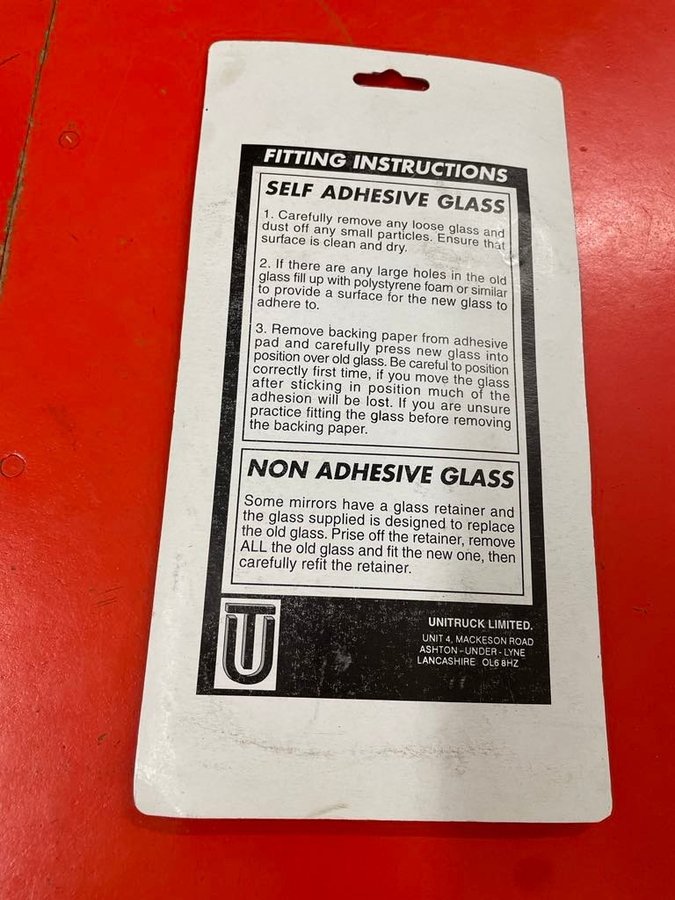 FITTING INSTRUCTIONS
SELF ADHESIVE GLASS
1. Carefully remove any loose glass and
dust off any small particles. Ensure that
surface is clean and dry.
2. If there are any large holes in the old
glass fill up with polystyrene foam or similar
to provide a surface for the new glass to
adhere to.
3. Remove backing paper from adhesive
pad and carefully press new glass into
position over old glass. Be careful to position
correctly first time, if you move the glass
after sticking in position much of the
adhesion will be lost. If you are unsure
practice fitting the glass before removing
the backing paper.
NON ADHESIVE GLASS
Some mirrors have a glass retainer and
the glass supplied is designed to replace
the old glass. Prise off the retainer, remove
ALL the old glass and fit the new one, then
carefully refit the retainer.
UNITRUCK LIMITED.
UNIT 4, MACKESON ROAD
ASHTON-UNDER-LYNE
LANCASHIRE OL6 8HZ